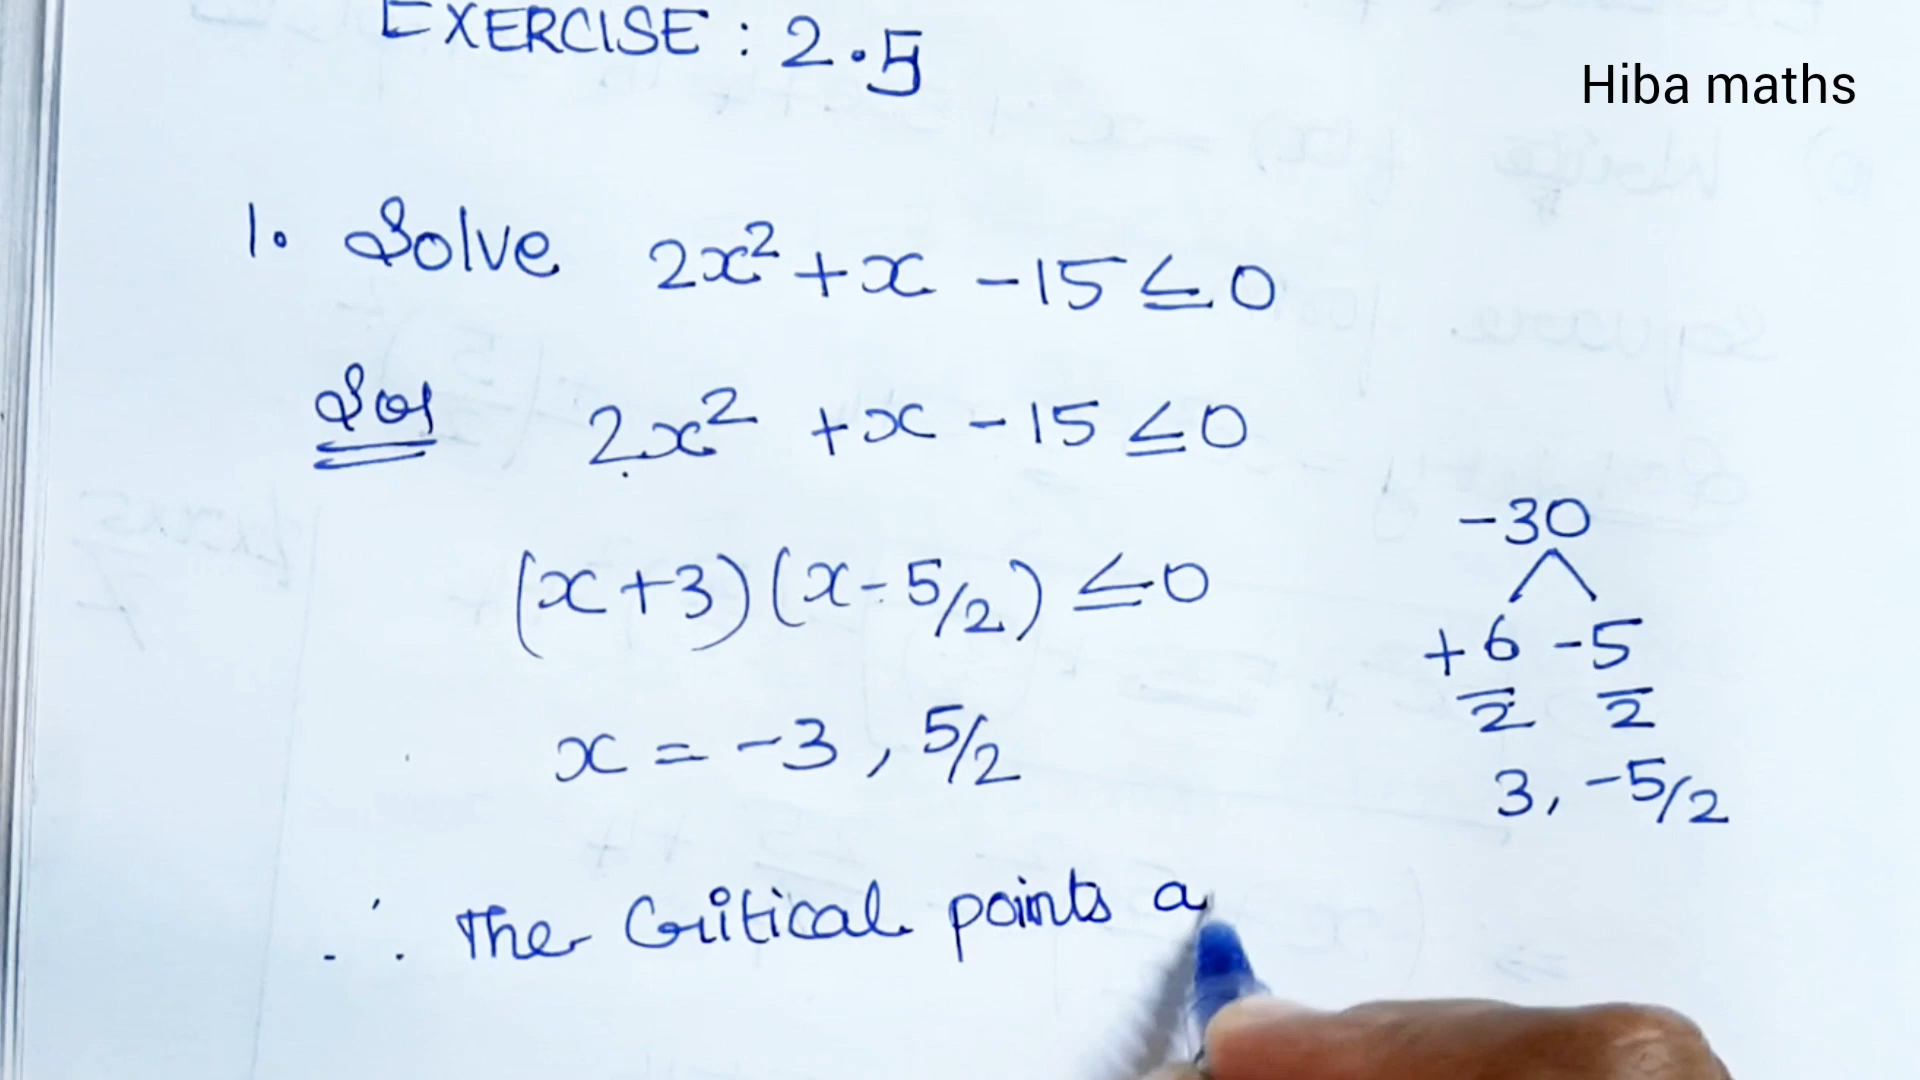 EXERCISE : 2.5
Hiba maths
1. Solve 2x² + x - 15 ≤ 0
Sol 2x² + x - 15 ≤ 0
(x + 3) (x - 5/2) ≤ 0
x = -3, 5/2
-30
+6 -5
2 2
3, -5/2
∴ The Critical points a